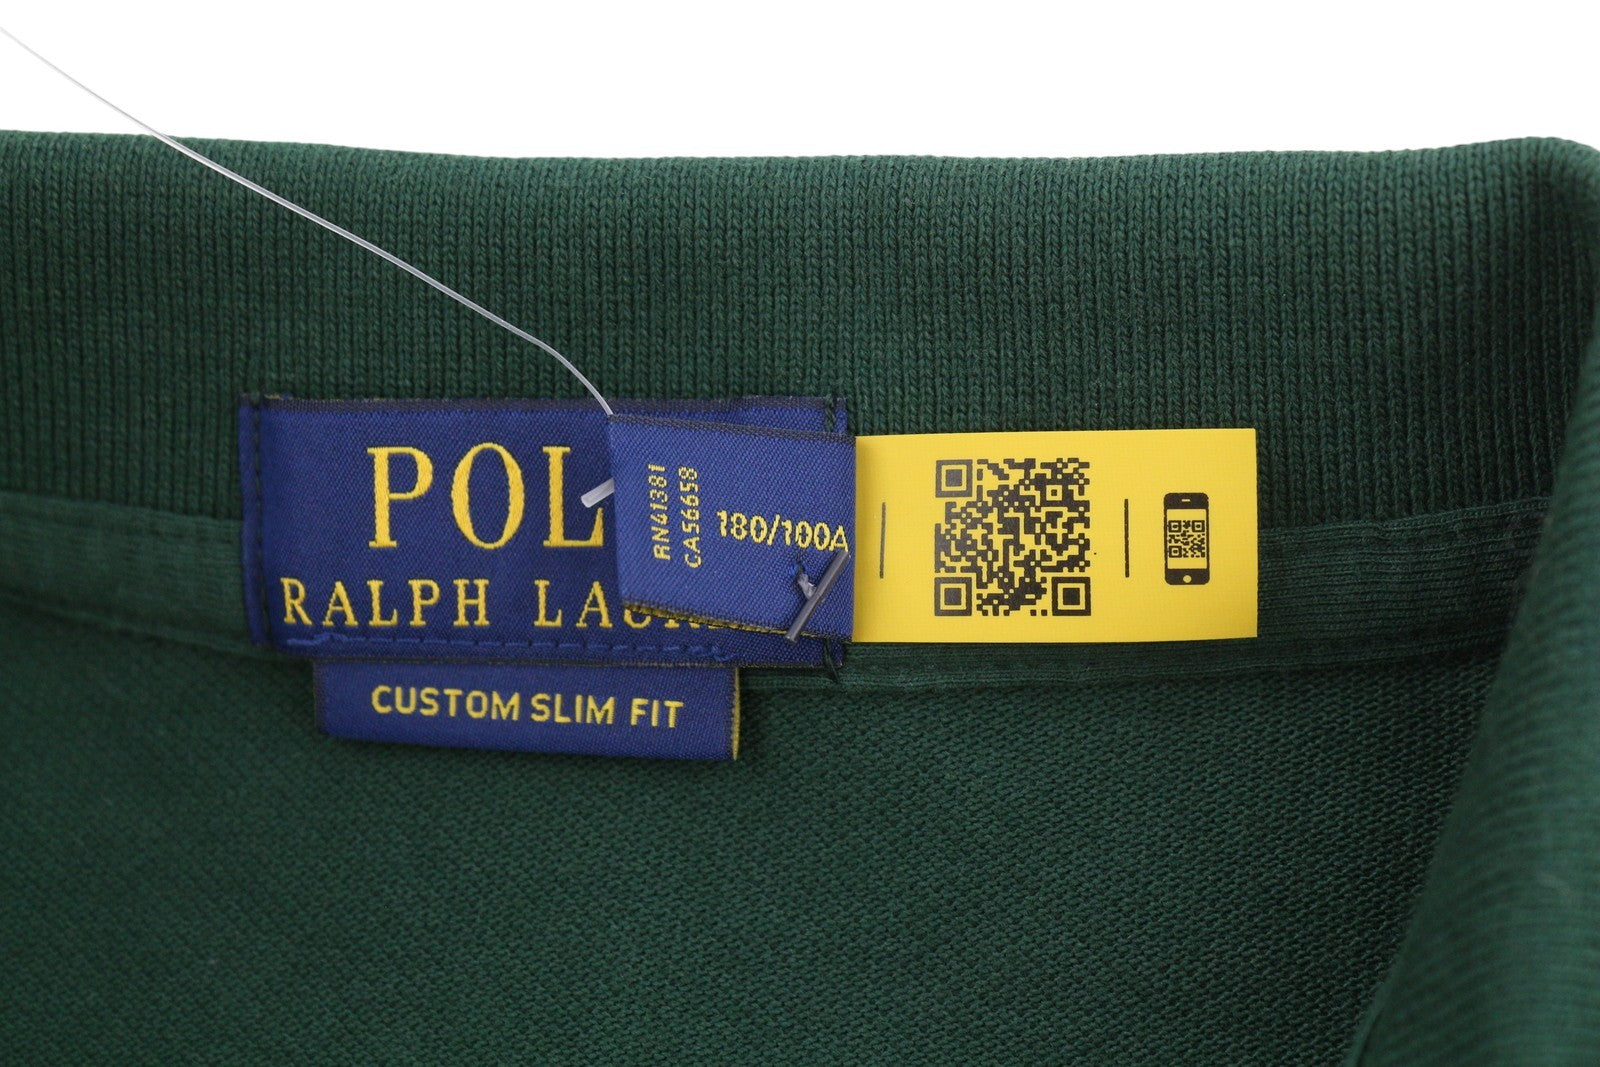 POL
RALPH LAU
RN41381
CA56658
180/100A
CUSTOM SLIM FIT